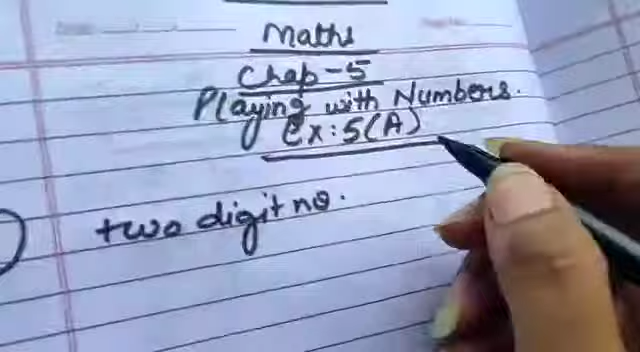 Maths
Chap-5
Playing with Numbers.
Ex:5(A)
two digit no.